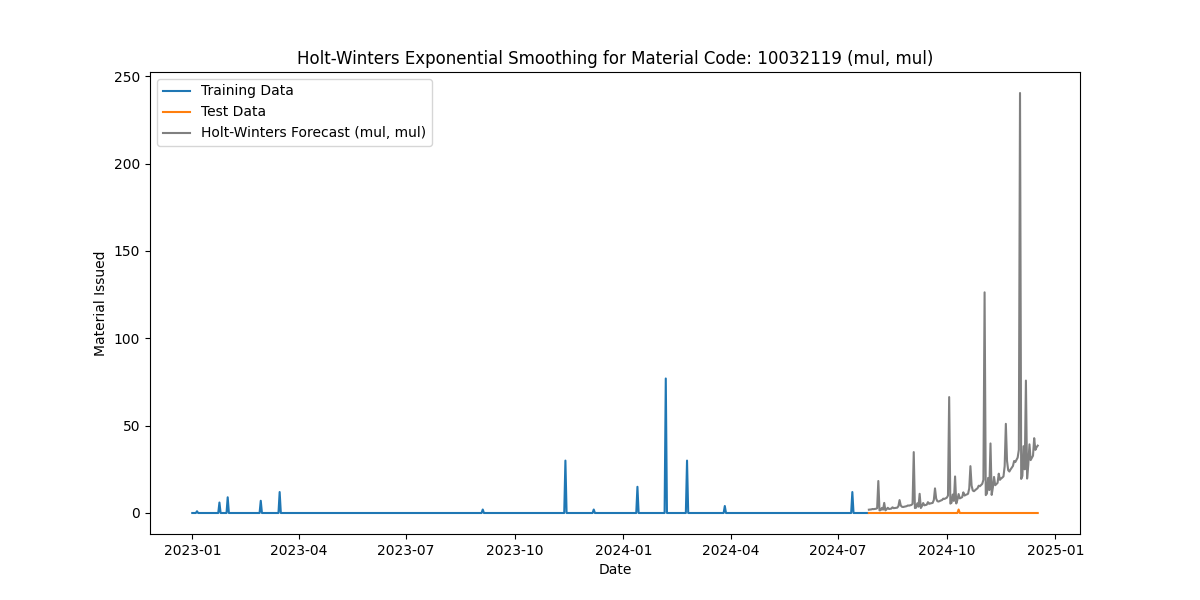 Holt-Winters Exponential Smoothing for Material Code: 10032119 (mul, mul)
Training Data
Test Data
Holt-Winters Forecast (mul, mul)
Material Issued
250
200
150
100
50
0
2023-01 2023-04 2023-07 2023-10 2024-01 2024-04 2024-07 2024-10 2025-01
Date